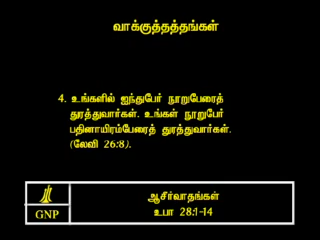 வாக்குத்தத்தங்கள்
4. உங்களில் ஐந்துபேர் நூறுபேரைத்
துரத்துவார்கள். உங்கள் நூறுபேர்
பதினாயிரம்பேரைத் துரத்துவார்கள்.
(லேவி 26:8).
ஆசீர்வாதங்கள்
உபா 28:1-14
GNP